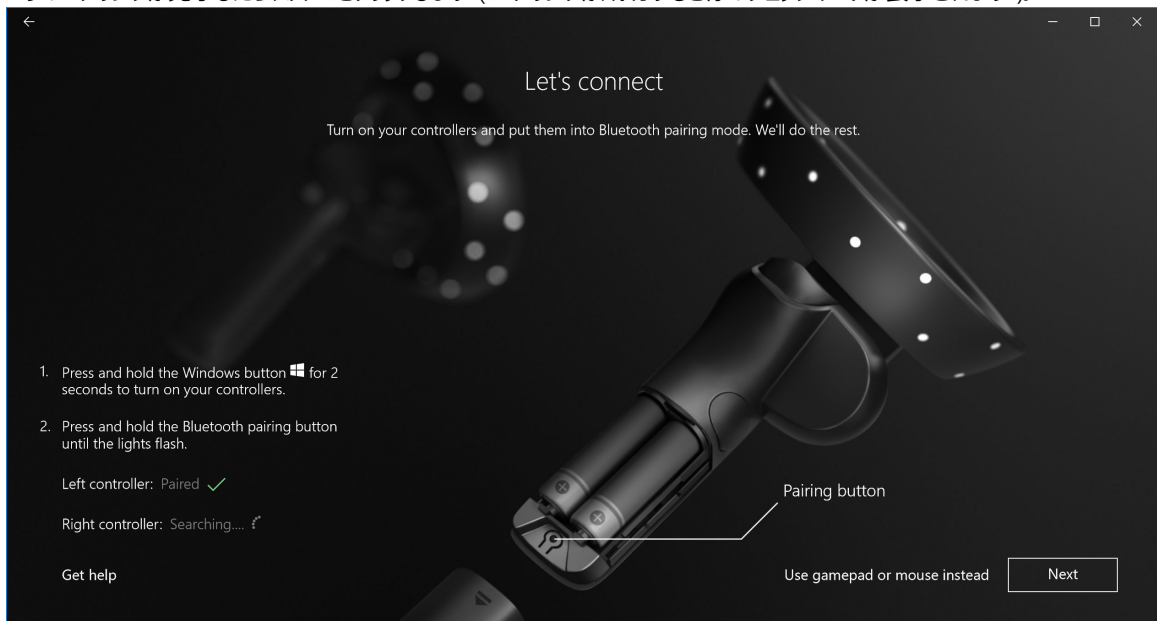 Let's connect
Turn on your controllers and put them into Bluetooth pairing mode. We'll do the rest.
1. Press and hold the Windows button for 2
seconds to turn on your controllers.
2. Press and hold the Bluetooth pairing button
until the lights flash.
Left controller: Paired
Right controller: Searching....
Pairing button
Get help
Use gamepad or mouse instead
Next